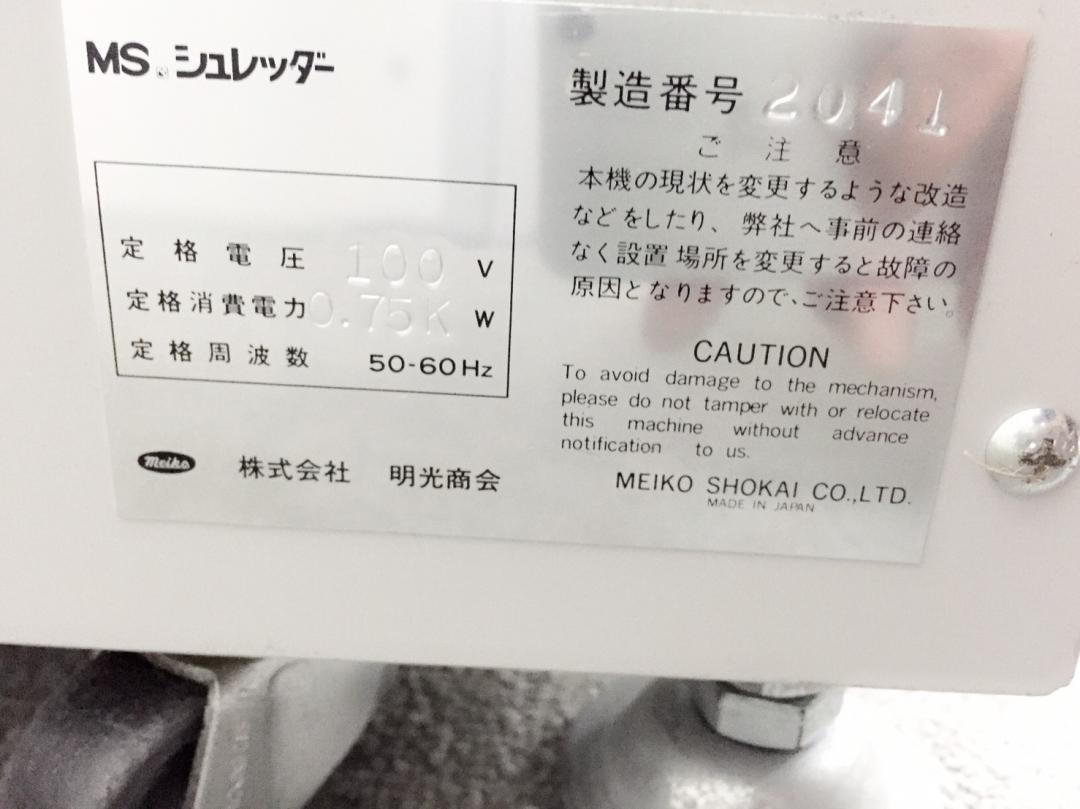 MS シュレッダー
定格電圧 100 V
定格消費電力 0.75K W
定格周波数 50-60Hz
Meiko 株式会社 明光商会
製造番号 2041
ご注意
本機の現状を変更するような改造
などをしたり、弊社へ事前の連絡
なく設置場所を変更すると故障の
原因となりますので、ご注意下さい。
CAUTION
To avoid damage to the mechanism,
please do not tamper with or relocate
this machine without advance
notification to us.
MEIKO SHOKAI CO.,LTD.
MADE IN JAPAN